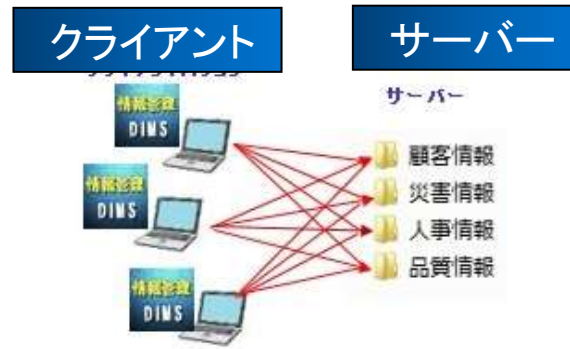 クライアント
サーバー
サーバー
情報管理
DIMS
顧客情報
災害情報
情報管理
DIMS
人事情報
品質情報
情報管理
DIMS